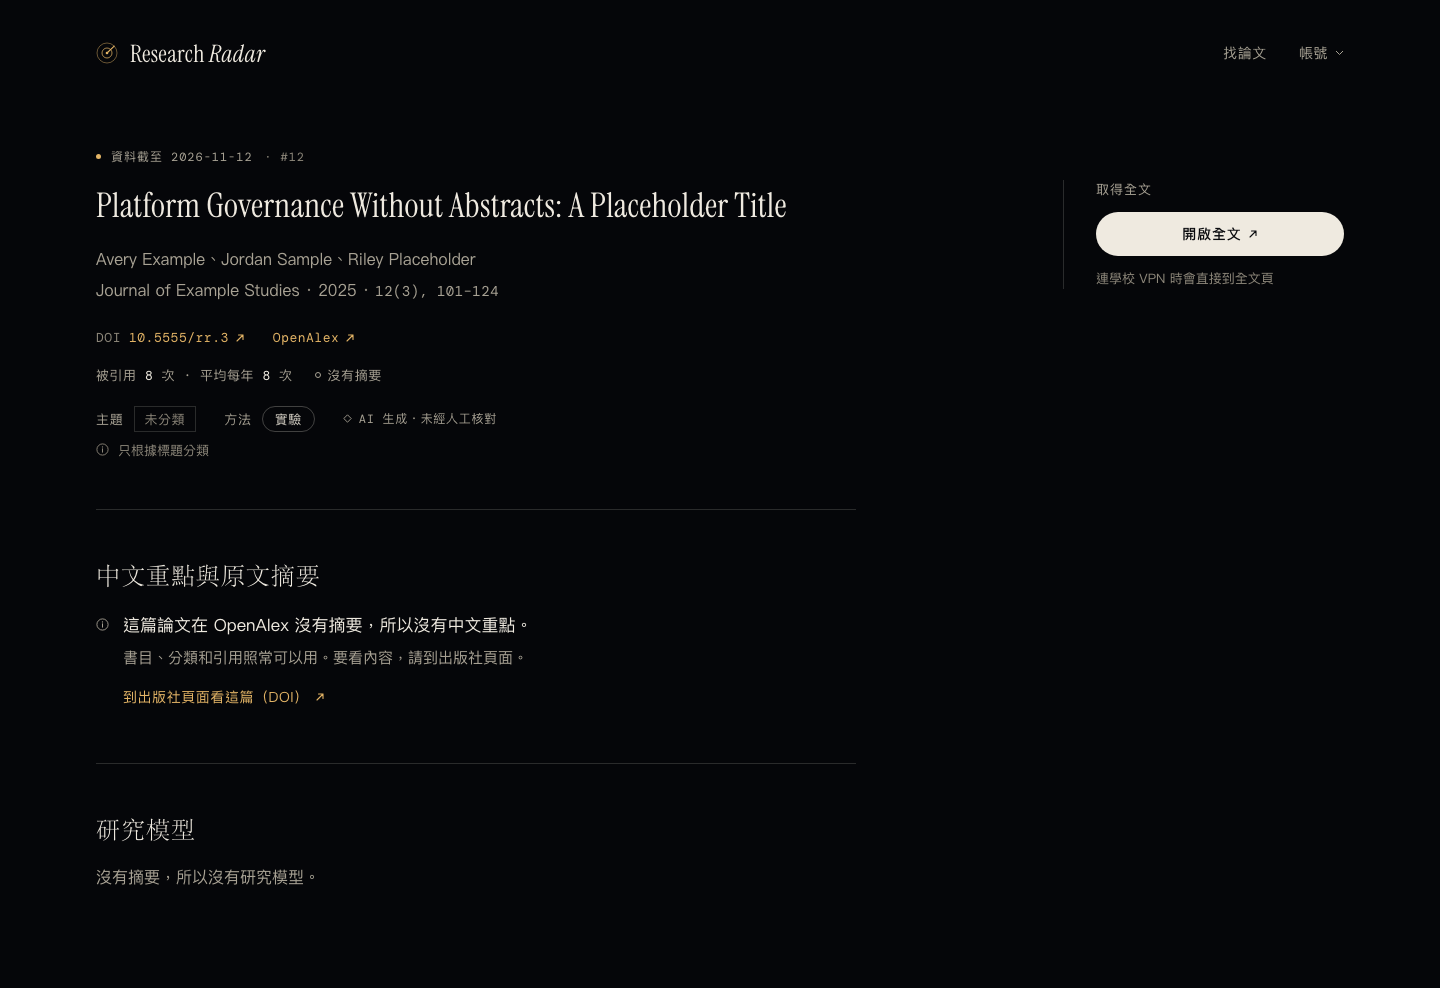 Research Radar
找論文
帳號
資料截至 2026-11-12 · #12
Platform Governance Without Abstracts: A Placeholder Title
Avery Example、Jordan Sample、Riley Placeholder
Journal of Example Studies · 2025 · 12(3), 101–124
DOI 10.5555/rr.3 ↗ OpenAlex ↗
被引用 8 次 · 平均每年 8 次 沒有摘要
主題 未分類 方法 實驗 ◇ AI 生成·未經人工核對
ⓘ 只根據標題分類
取得全文
開啟全文 ↗
連學校 VPN 時會直接到全文頁
中文重點與原文摘要
ⓘ 這篇論文在 OpenAlex 沒有摘要，所以沒有中文重點。
書目、分類和引用照常可以用。要看內容，請到出版社頁面。
到出版社頁面看這篇（DOI） ↗
研究模型
沒有摘要，所以沒有研究模型。